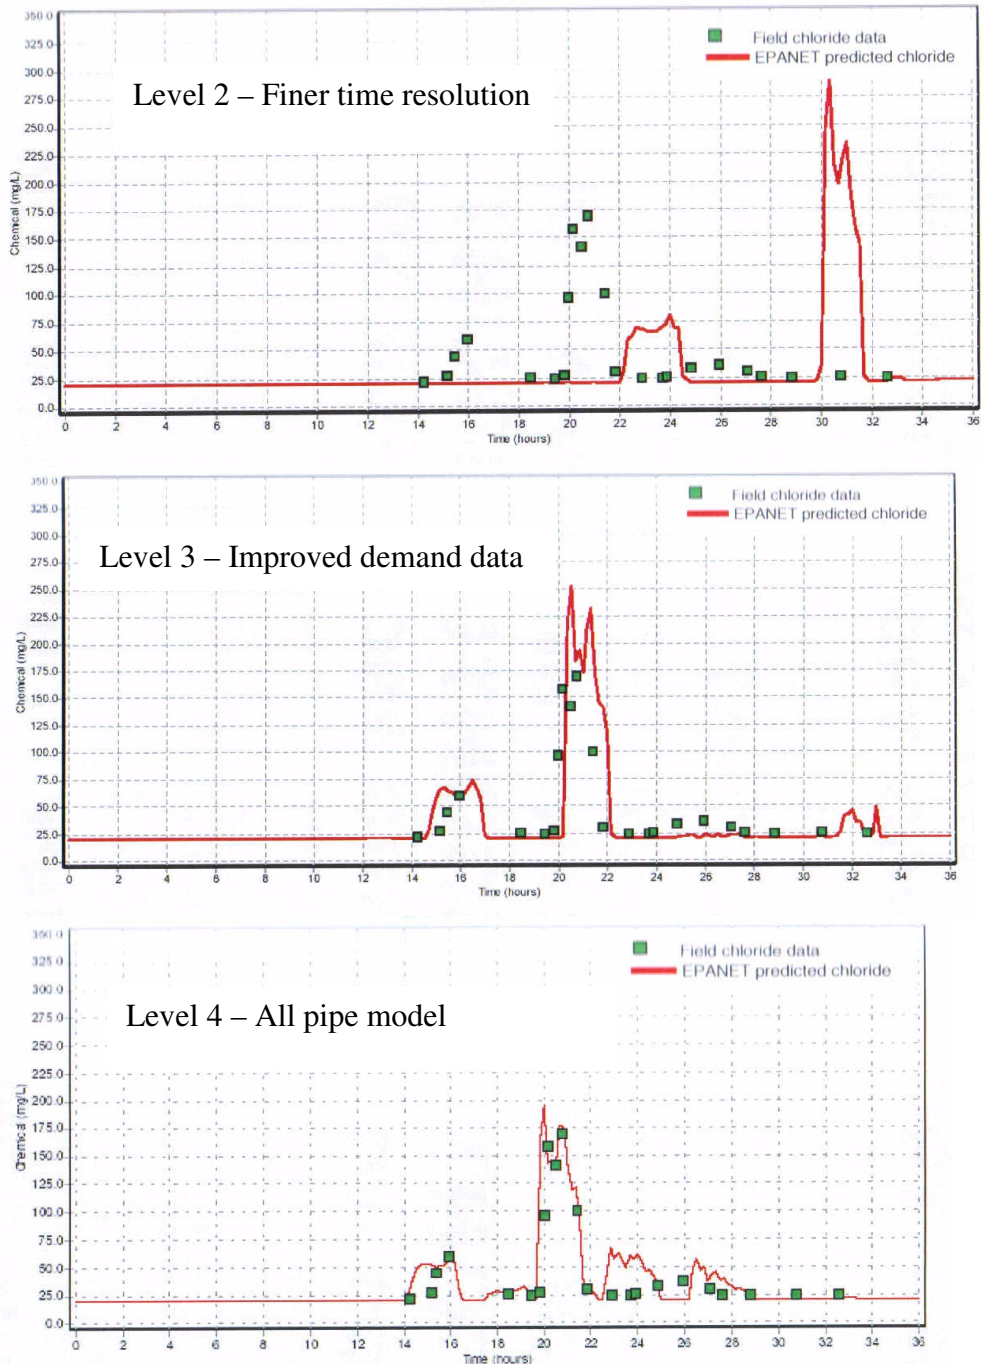 350.0
325.0
300.0
275.0
250.0
225.0
200.0
175.0
150.0
125.0
100.0
75.0
50.0
25.0
0.0
Chemical (mg/L)
Field chloride data
EPANET predicted chloride
Level 2 – Finer time resolution
0 2 4 6 8 10 12 14 16 18 20 22 24 26 28 30 32 34 36
Time (hours)
350.0
325.0
300.0
275.0
250.0
225.0
200.0
175.0
150.0
125.0
100.0
75.0
50.0
25.0
0.0
Chemical (mg/L)
Field chloride data
EPANET predicted chloride
Level 3 – Improved demand data
0 2 4 6 8 10 12 14 16 18 20 22 24 26 28 30 32 34 36
Time (hours)
350.0
325.0
300.0
275.0
250.0
225.0
200.0
175.0
150.0
125.0
100.0
75.0
50.0
25.0
0.0
Chemical (mg/L)
Field chloride data
EPANET predicted chloride
Level 4 – All pipe model
0 2 4 6 8 10 12 14 16 18 20 22 24 26 28 30 32 34 36
Time (hours)